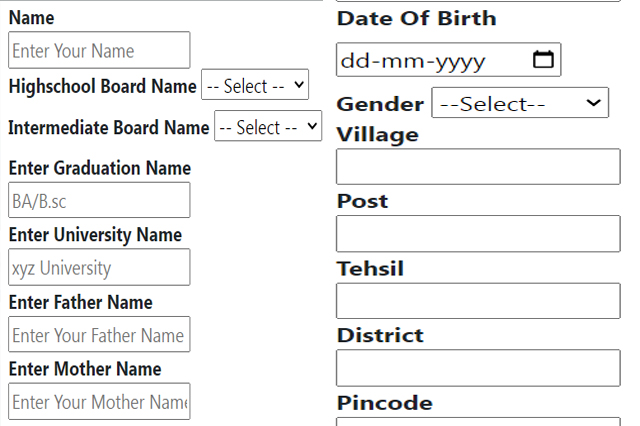 Name
Enter Your Name
Highschool Board Name -- Select --
Intermediate Board Name -- Select --
Enter Graduation Name
BA/B.sc
Enter University Name
xyz University
Enter Father Name
Enter Your Father Name
Enter Mother Name
Enter Your Mother Name
Date Of Birth
dd-mm-yyyy
Gender --Select--
Village
Post
Tehsil
District
Pincode